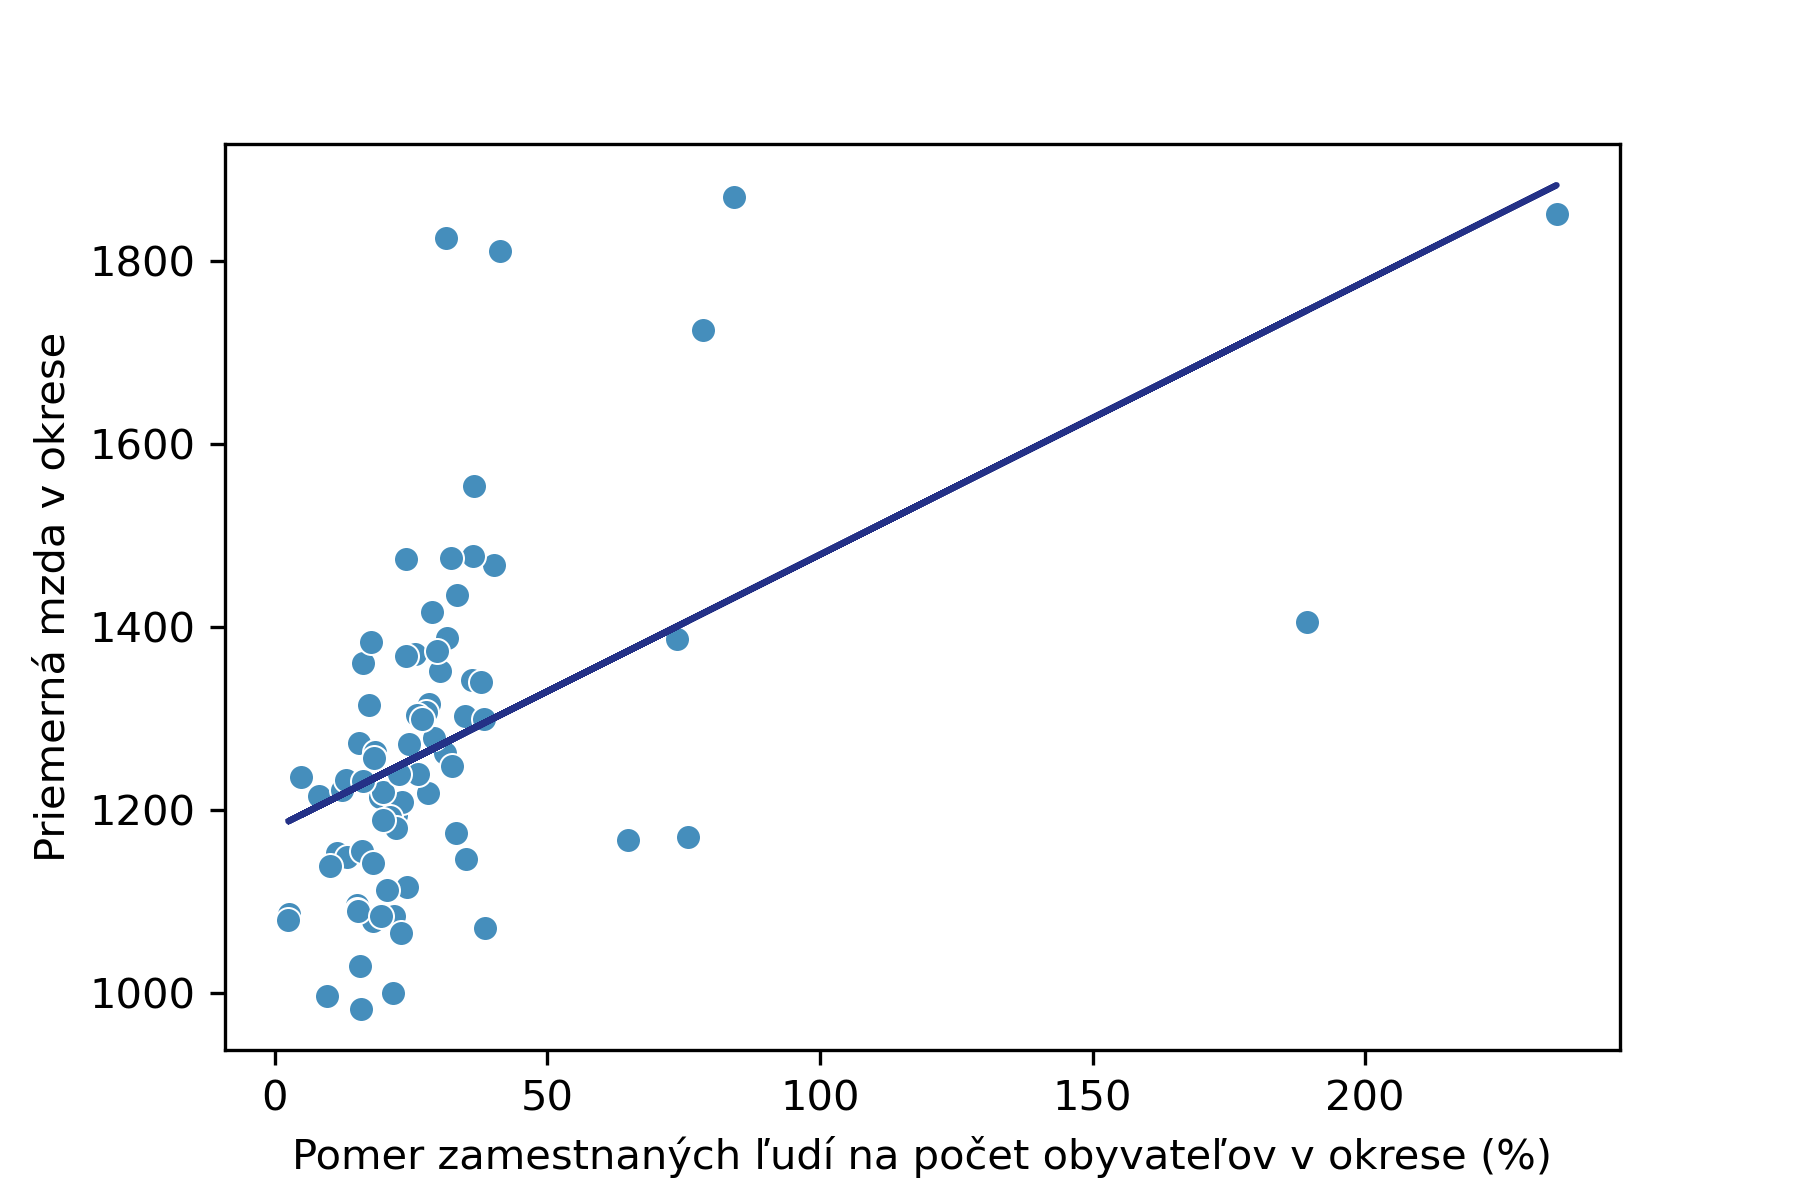 Priemerná mzda v okrese
1800
1600
1400
1200
1000
0 50 100 150 200
Pomer zamestnaných ľudí na počet obyvateľov v okrese (%)